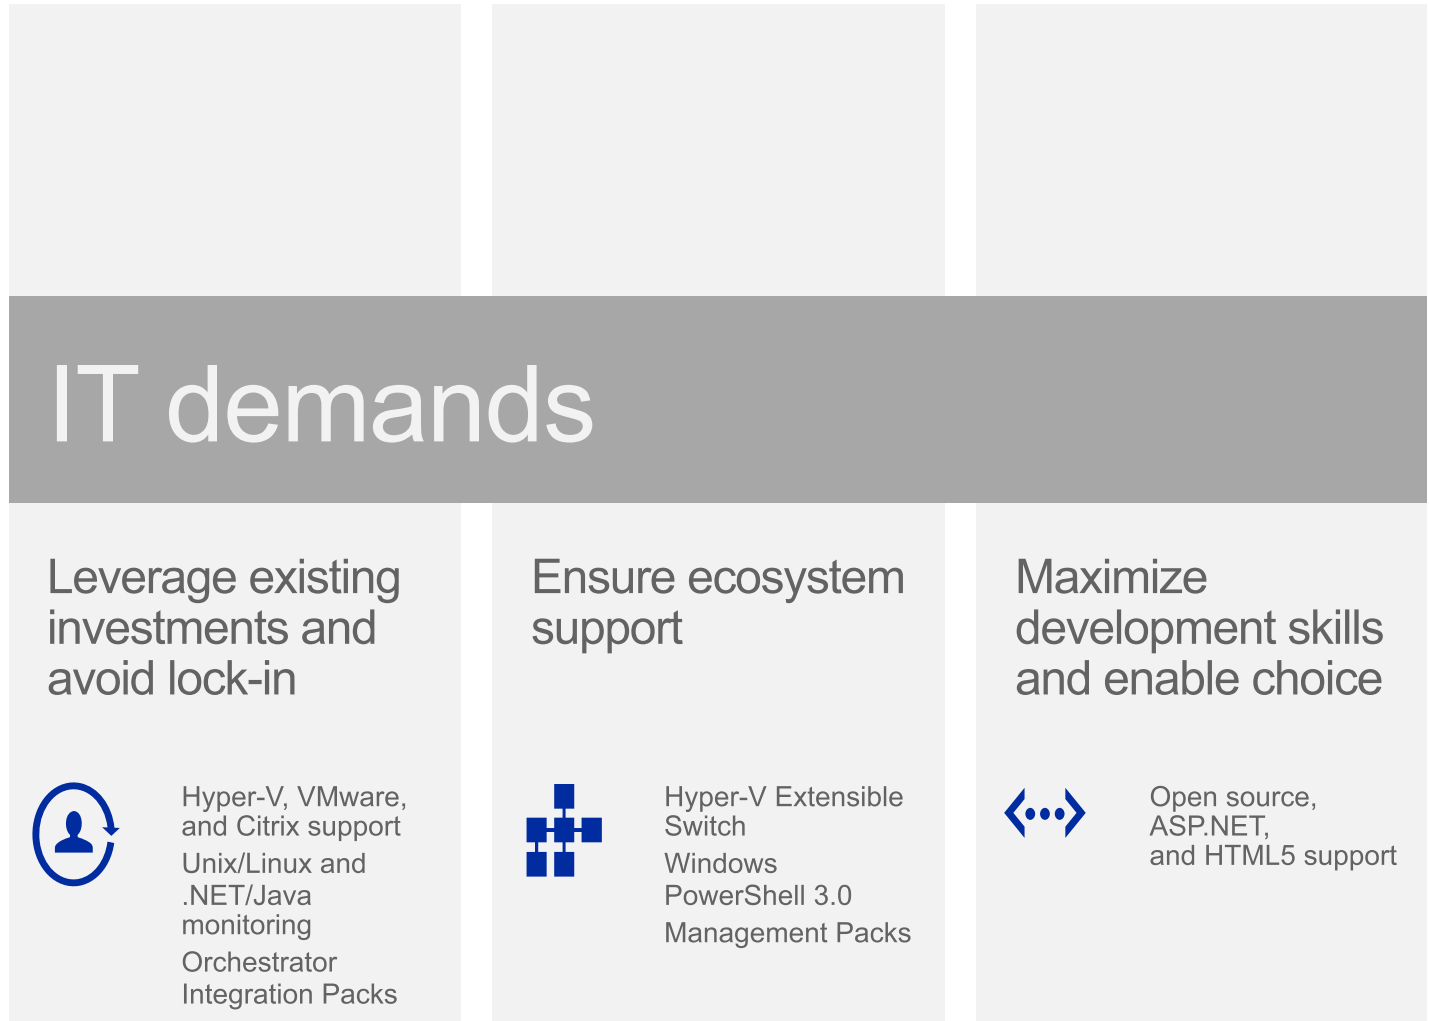 IT demands
Leverage existing
investments and
avoid lock-in
Hyper-V, VMware,
and Citrix support
Unix/Linux and
.NET/Java
monitoring
Orchestrator
Integration Packs
Ensure ecosystem
support
Hyper-V Extensible
Switch
Windows
PowerShell 3.0
Management Packs
Maximize
development skills
and enable choice
Open source,
ASP.NET,
and HTML5 support